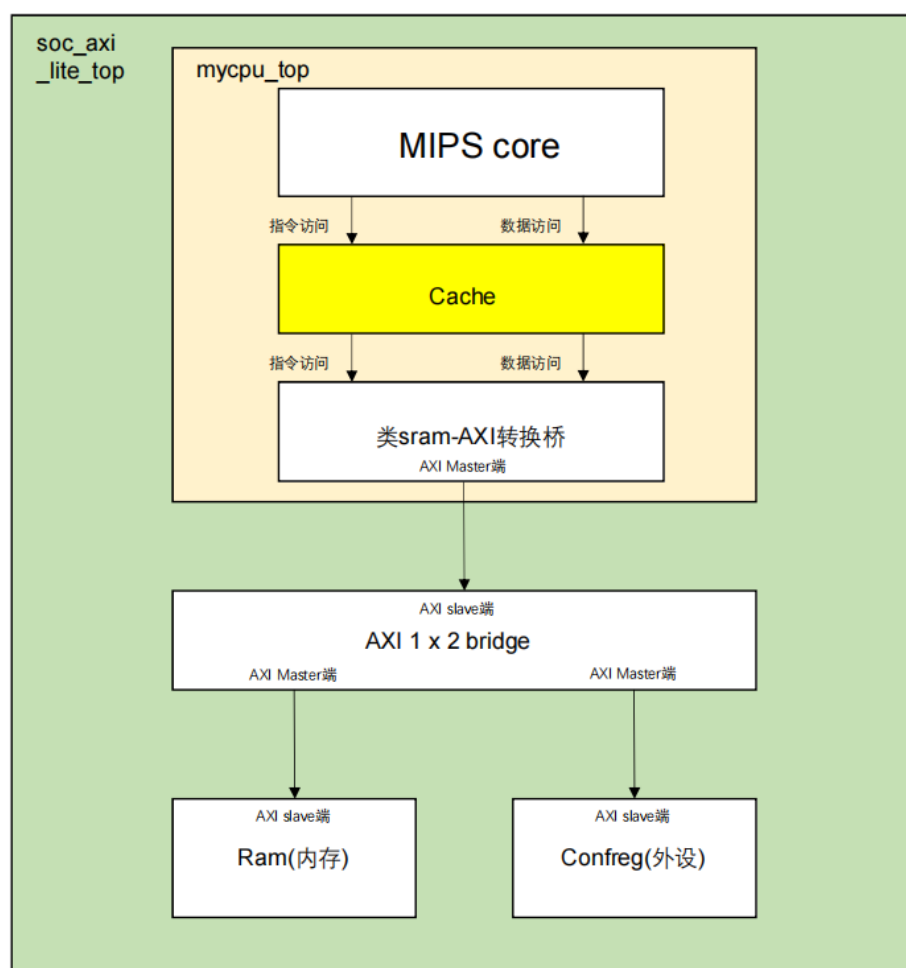 soc_axi
_lite_top
mycpu_top
MIPS core
指令访问
数据访问
Cache
指令访问
数据访问
类sram-AXI转换桥
AXI Master端
AXI slave端
AXI 1 x 2 bridge
AXI Master端
AXI Master端
AXI slave端
Ram(内存)
AXI slave端
Confreg(外设)